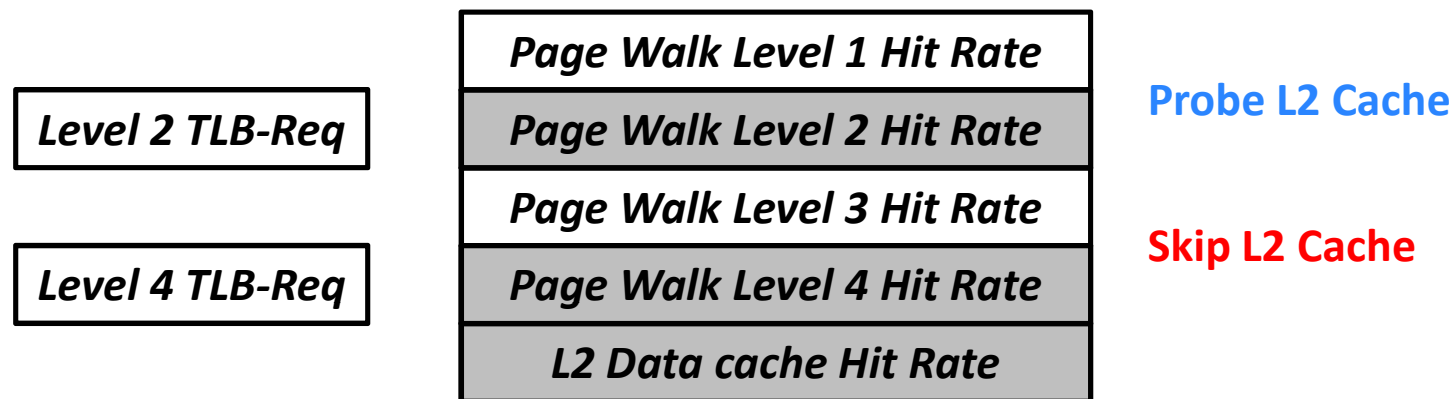 Page Walk Level 1 Hit Rate
Probe L2 Cache
Level 2 TLB-Req
Page Walk Level 2 Hit Rate
Page Walk Level 3 Hit Rate
Skip L2 Cache
Level 4 TLB-Req
Page Walk Level 4 Hit Rate
L2 Data cache Hit Rate